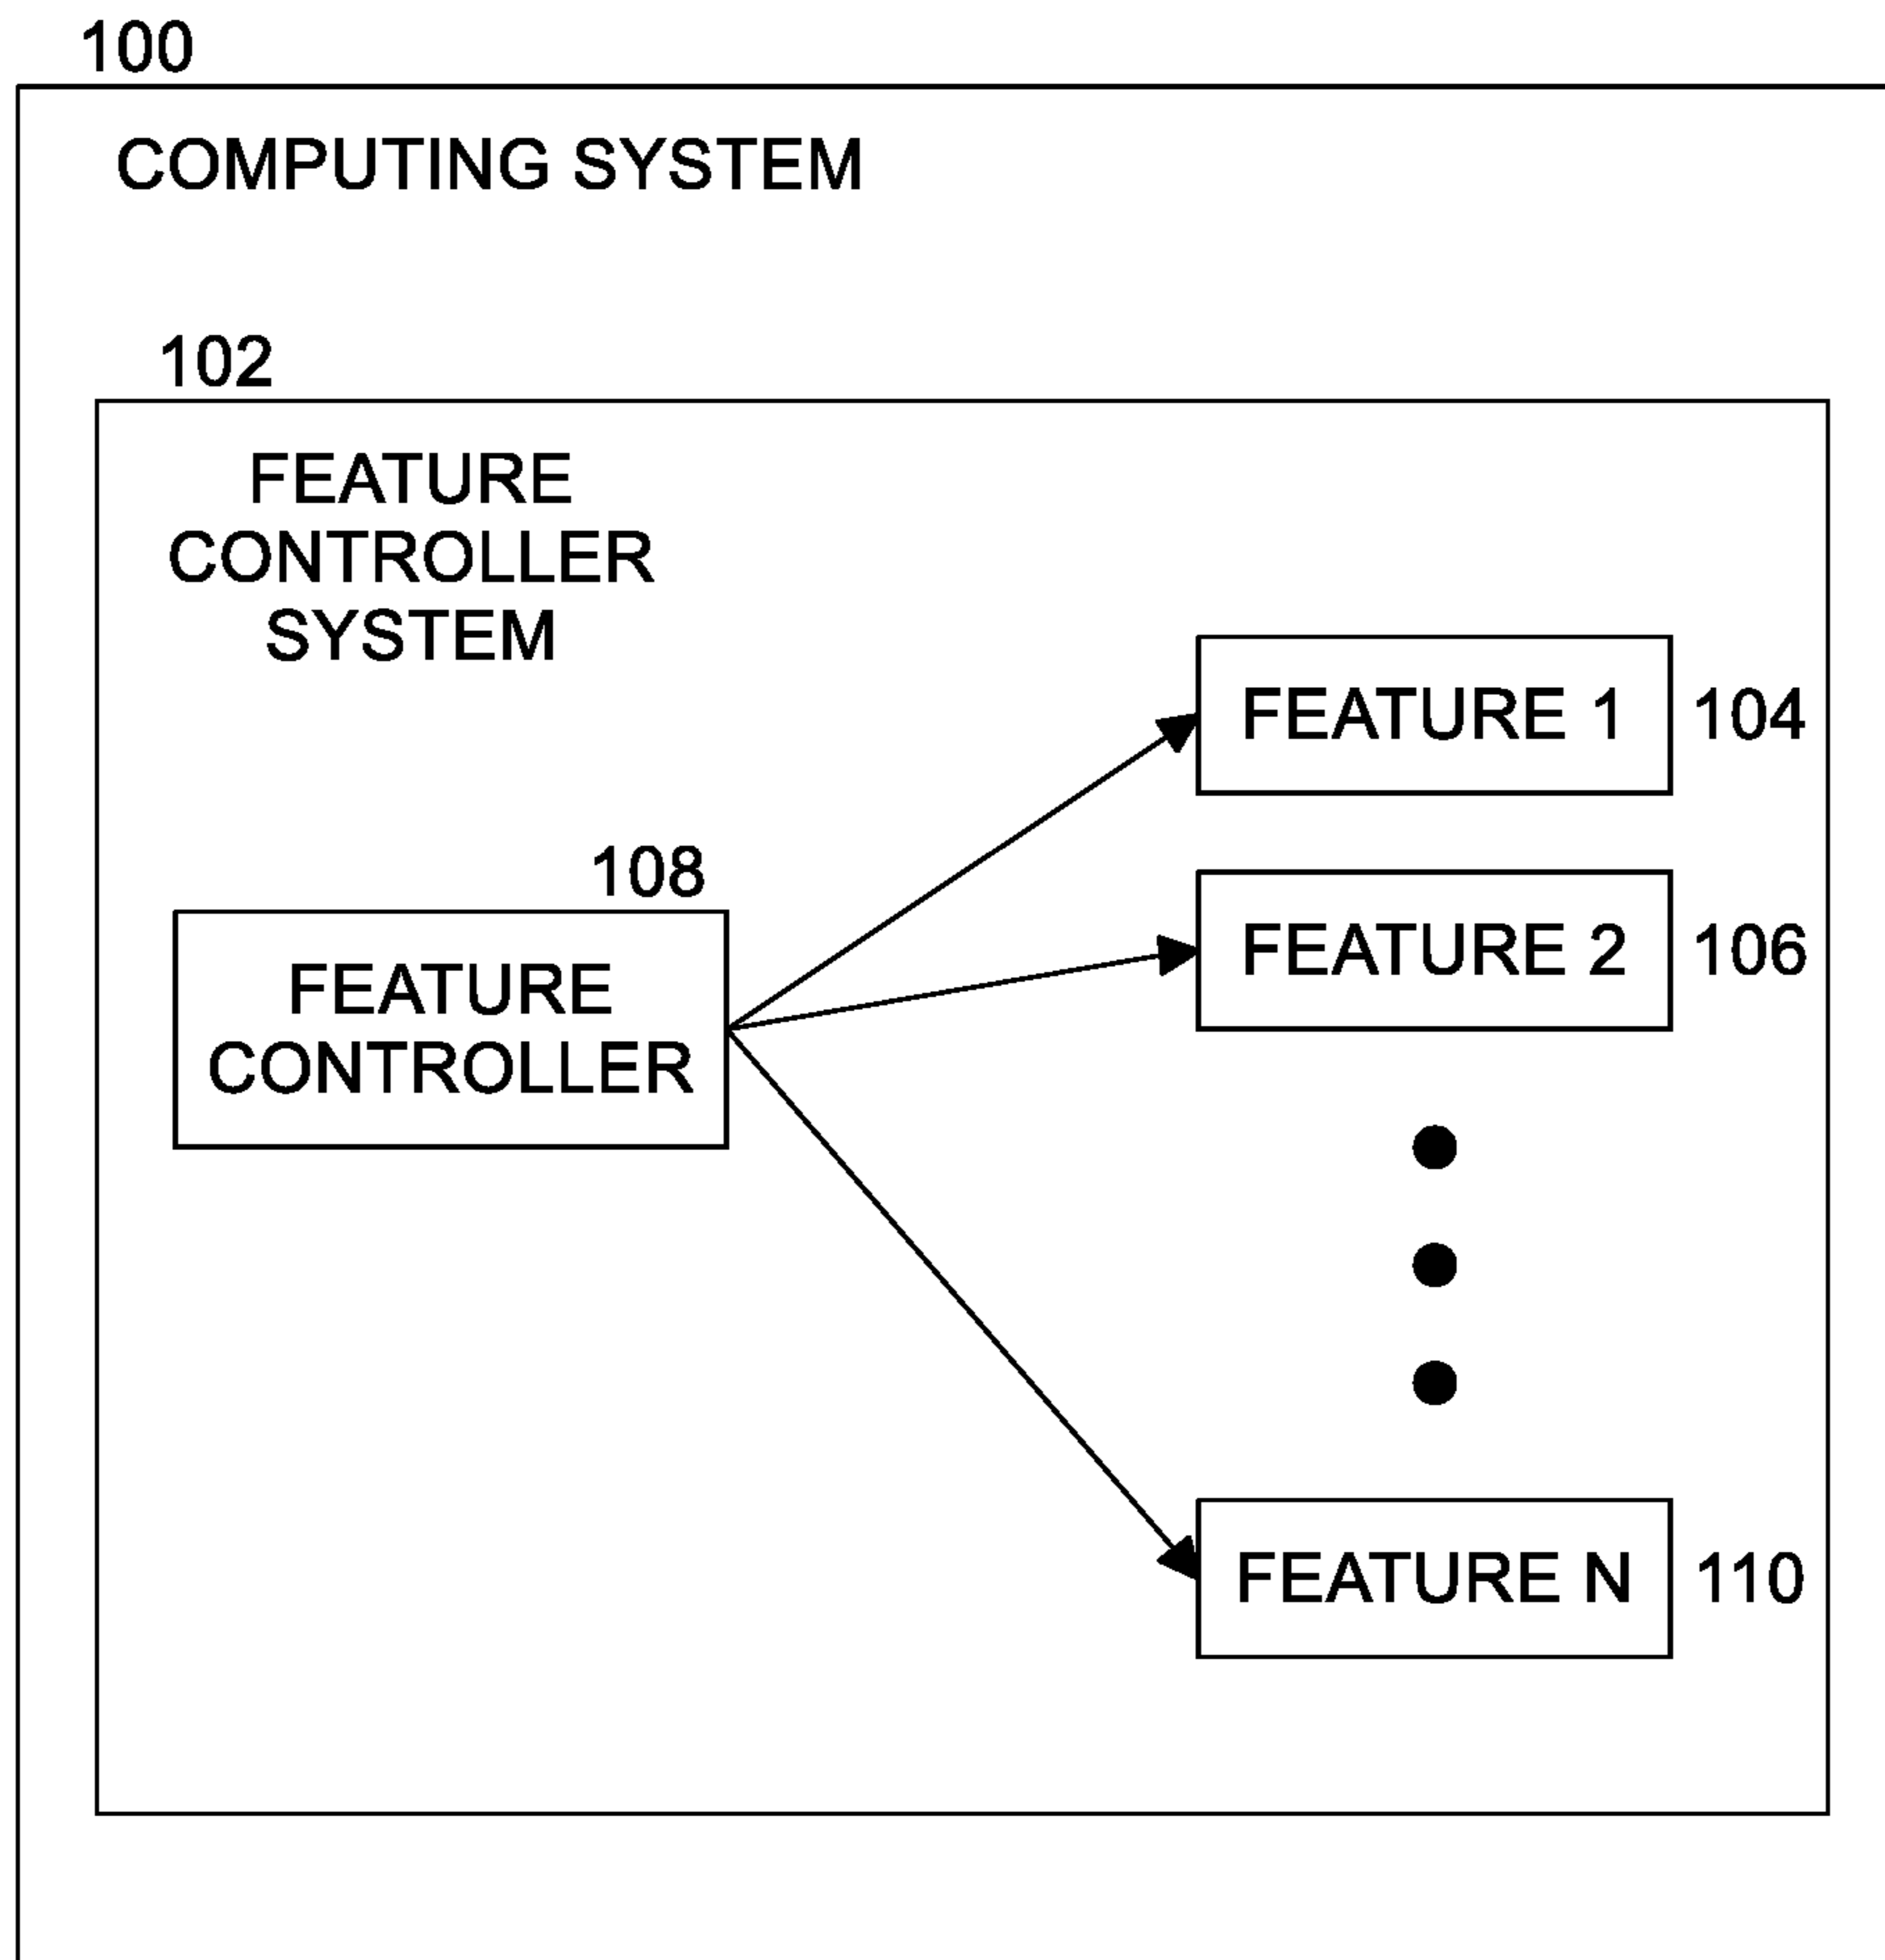 100
COMPUTING SYSTEM
102
FEATURE
CONTROLLER
SYSTEM
FEATURE 1 104
108
FEATURE 2 106
FEATURE
CONTROLLER
FEATURE N 110